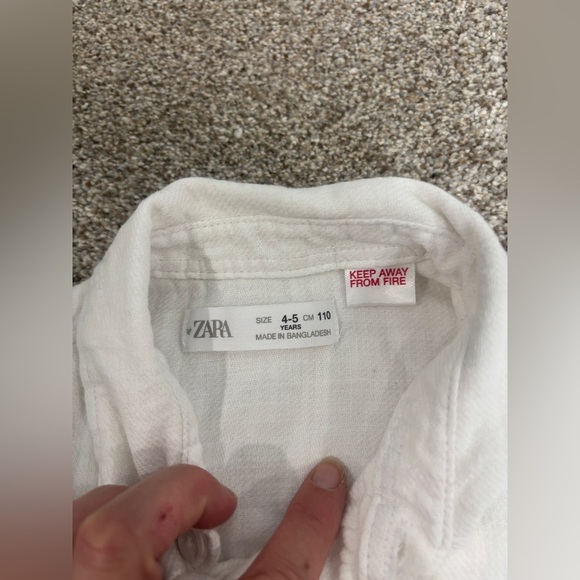 KEEP AWAY
FROM FIRE
ZARA
SIZE 4-5 CM 110
YEARS
MADE IN BANGLADESH